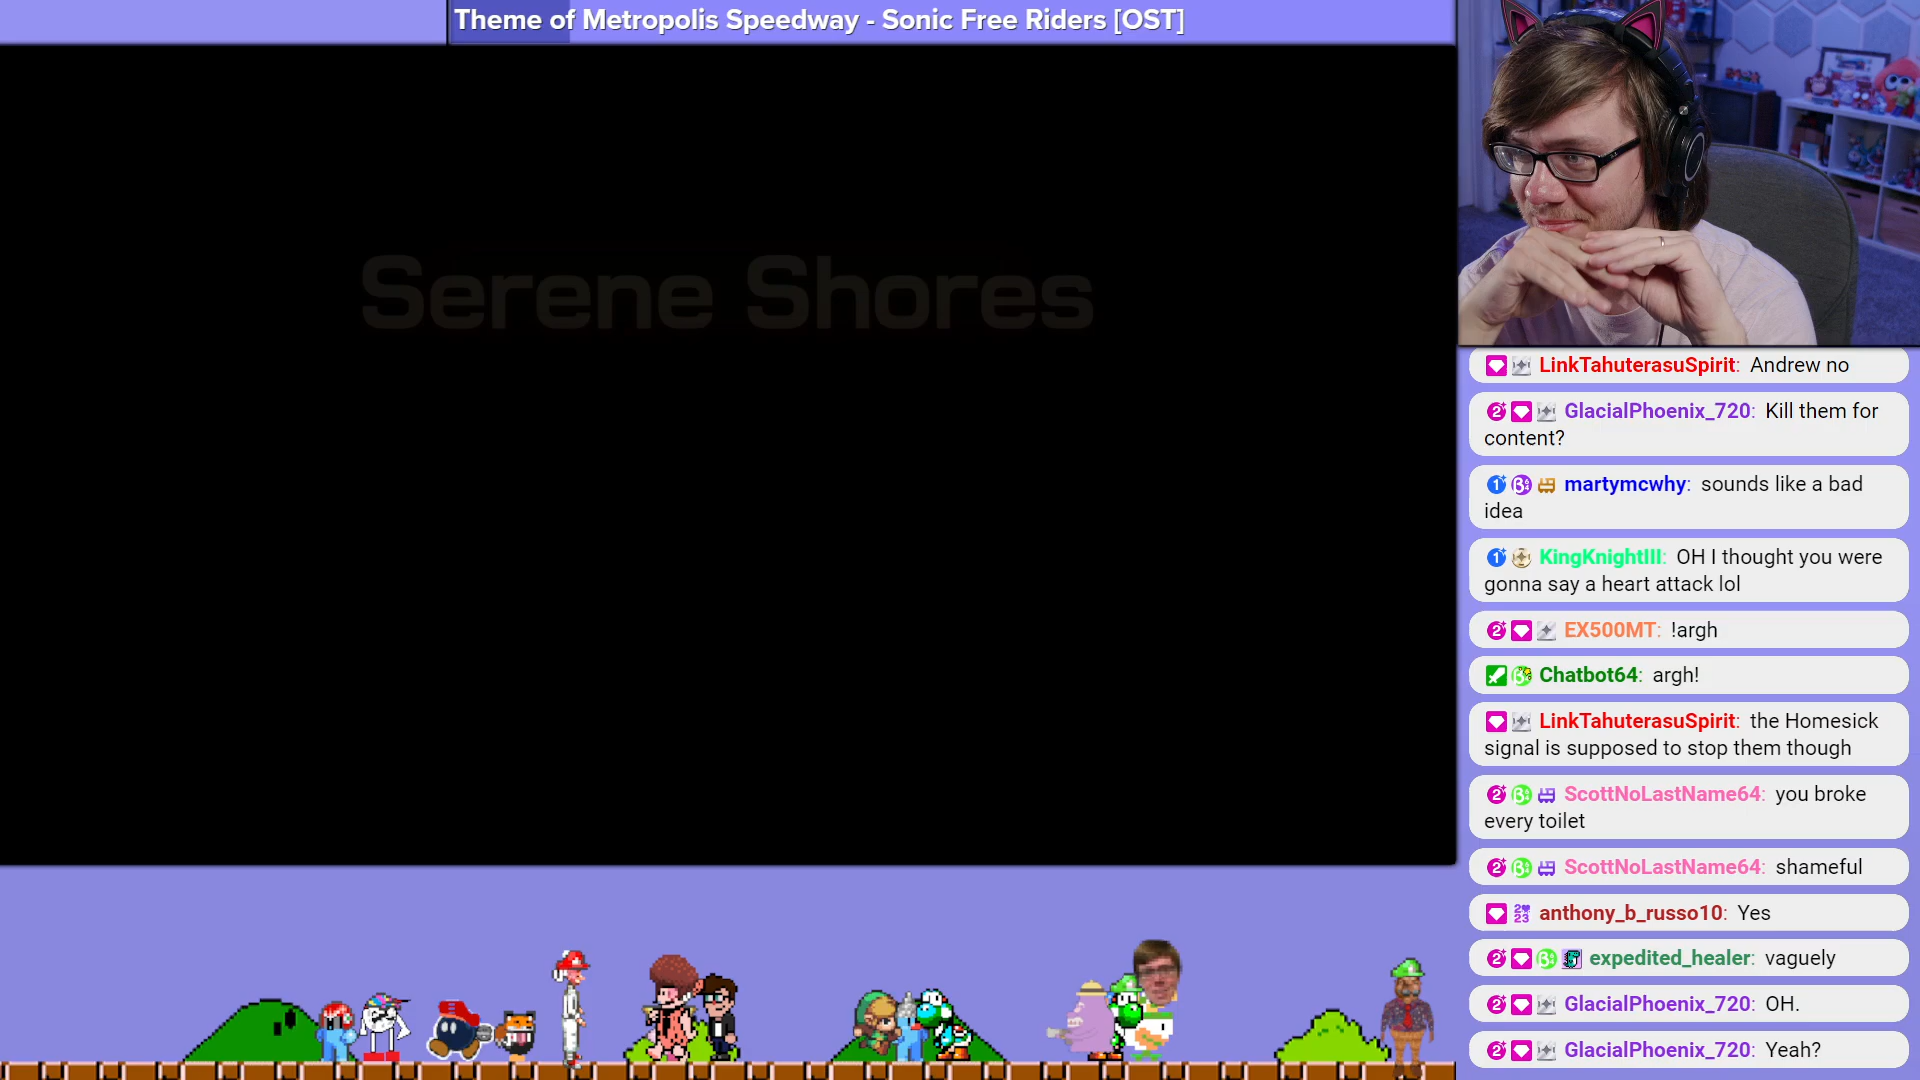 Theme of Metropolis Speedway - Sonic Free Riders [OST]
Serene Shores
LinkTahuterasuSpirit: Andrew no
GlacialPhoenix_720: Kill them for
content?
martymcwhy: sounds like a bad
idea
KingKnightIII: OH I thought you were
gonna say a heart attack lol
EX500MT: !argh
Chatbot64: argh!
LinkTahuterasuSpirit: the Homesick
signal is supposed to stop them though
ScottNoLastName64: you broke
every toilet
ScottNoLastName64: shameful
anthony_b_russo10: Yes
expedited_healer: vaguely
GlacialPhoenix_720: OH.
GlacialPhoenix_720: Yeah?